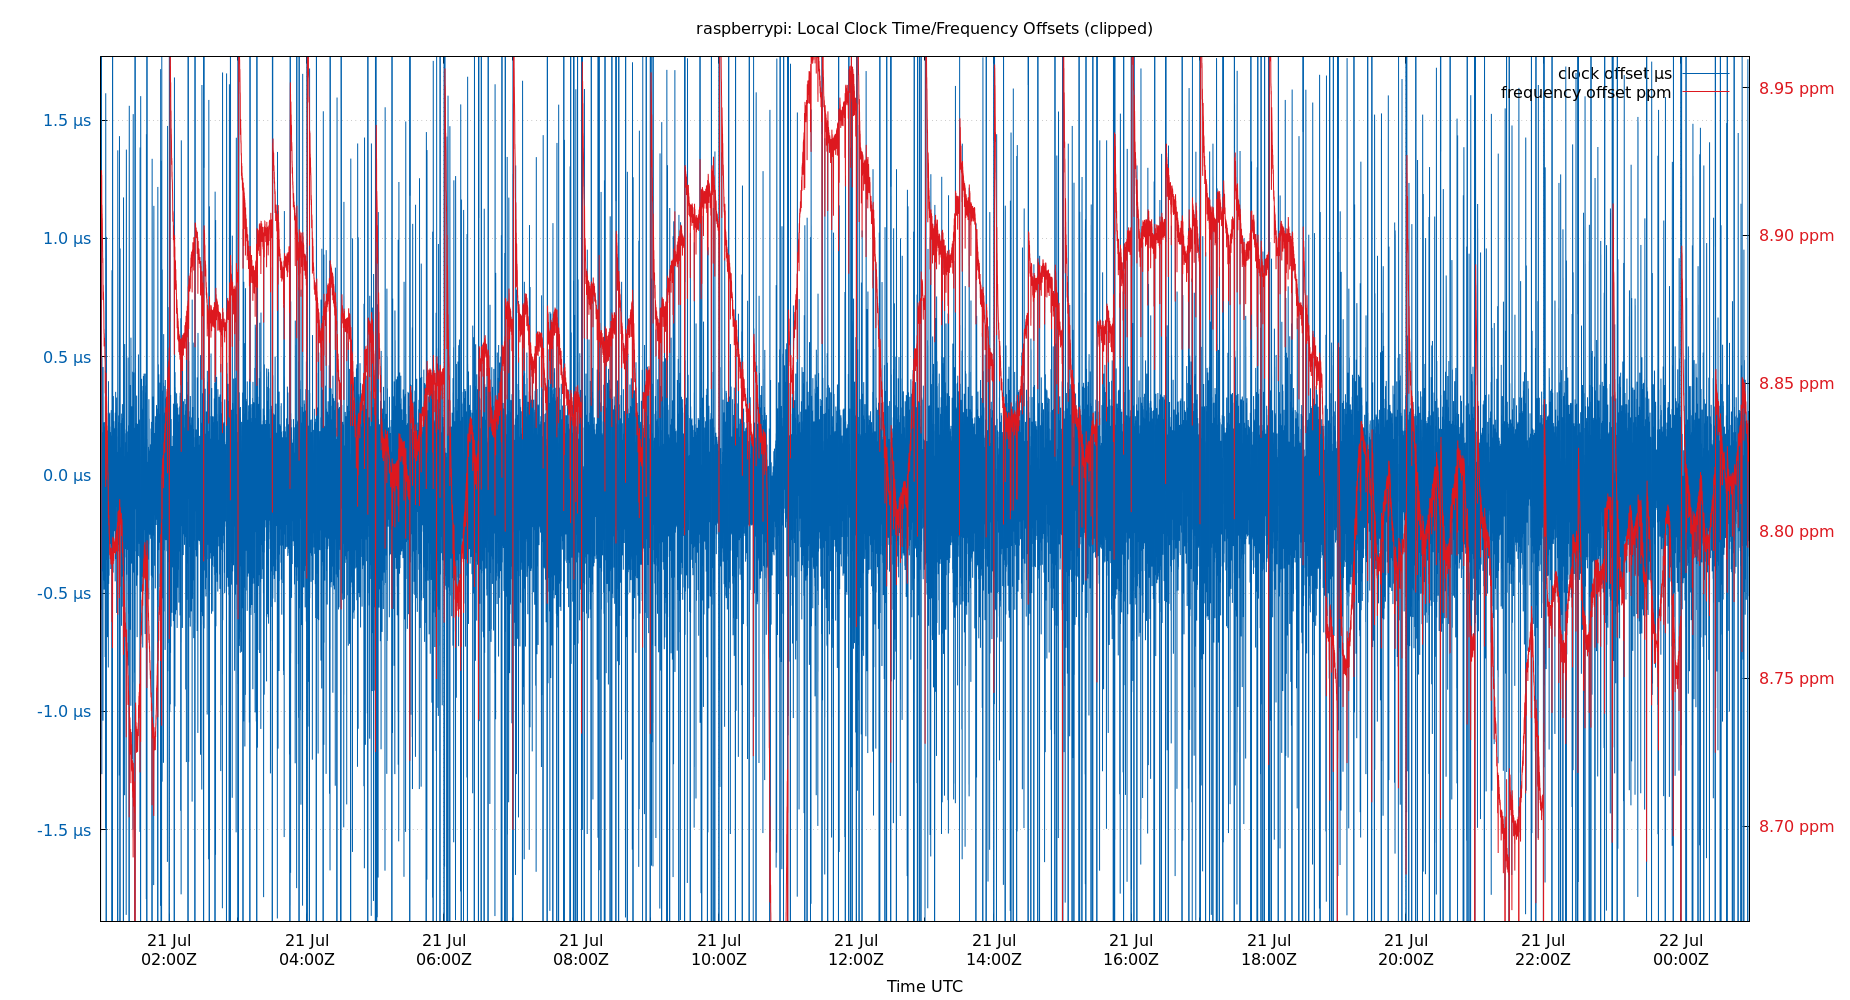 raspberrypi: Local Clock Time/Frequency Offsets (clipped)
clock offset µs
frequency offset ppm
1.5 µs
1.0 µs
0.5 µs
0.0 µs
-0.5 µs
-1.0 µs
-1.5 µs
8.95 ppm
8.90 ppm
8.85 ppm
8.80 ppm
8.75 ppm
8.70 ppm
21 Jul 21 Jul 21 Jul 21 Jul 21 Jul 21 Jul 21 Jul 21 Jul 21 Jul 21 Jul 21 Jul 22 Jul
02:00Z 04:00Z 06:00Z 08:00Z 10:00Z 12:00Z 14:00Z 16:00Z 18:00Z 20:00Z 22:00Z 00:00Z
Time UTC